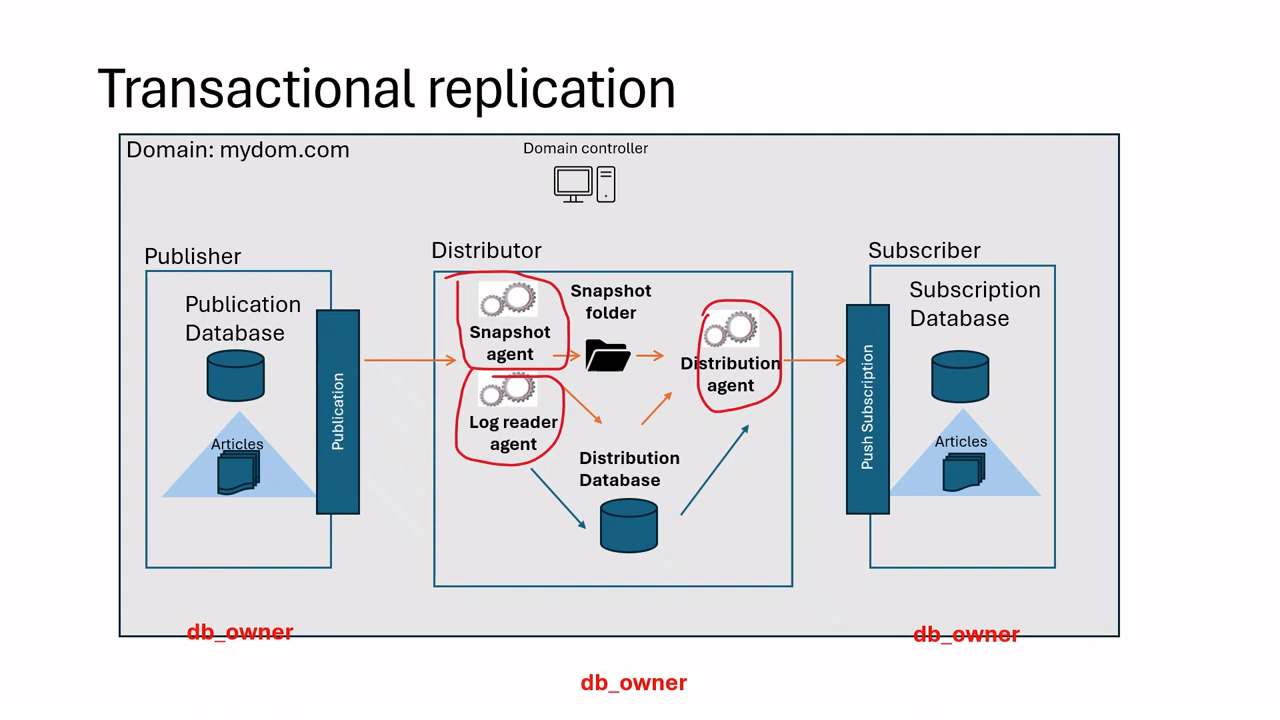 Transactional replication
Domain: mydom.com
Domain controller
Publisher
Publication
Database
Articles
Publication
Distributor
Snapshot
agent
Snapshot
folder
Log reader
agent
Distribution
agent
Distribution
Database
Subscriber
Subscription
Database
Push Subscription
Articles
db_owner
db_owner
db_owner